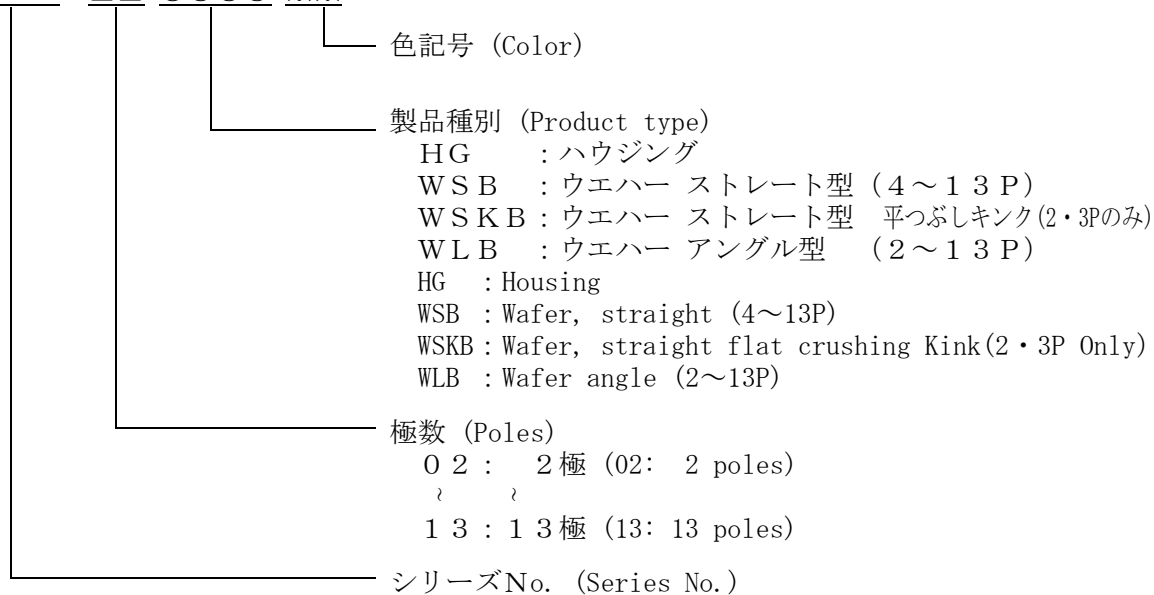 色記号 (Color)
製品種別 (Product type)
HG :ハウジング
WSB :ウエハー ストレート型 (4~13P)
WSKB:ウエハー ストレート型 平つぶしキンク(2・3Pのみ)
WLB :ウエハー アングル型 (2~13P)
HG :Housing
WSB :Wafer, straight (4~13P)
WSKB:Wafer, straight flat crushing Kink(2・3P Only)
WLB :Wafer angle (2~13P)
極数 (Poles)
02: 2極 (02: 2 poles)
~ ~
13:13極 (13: 13 poles)
シリーズNo. (Series No.)